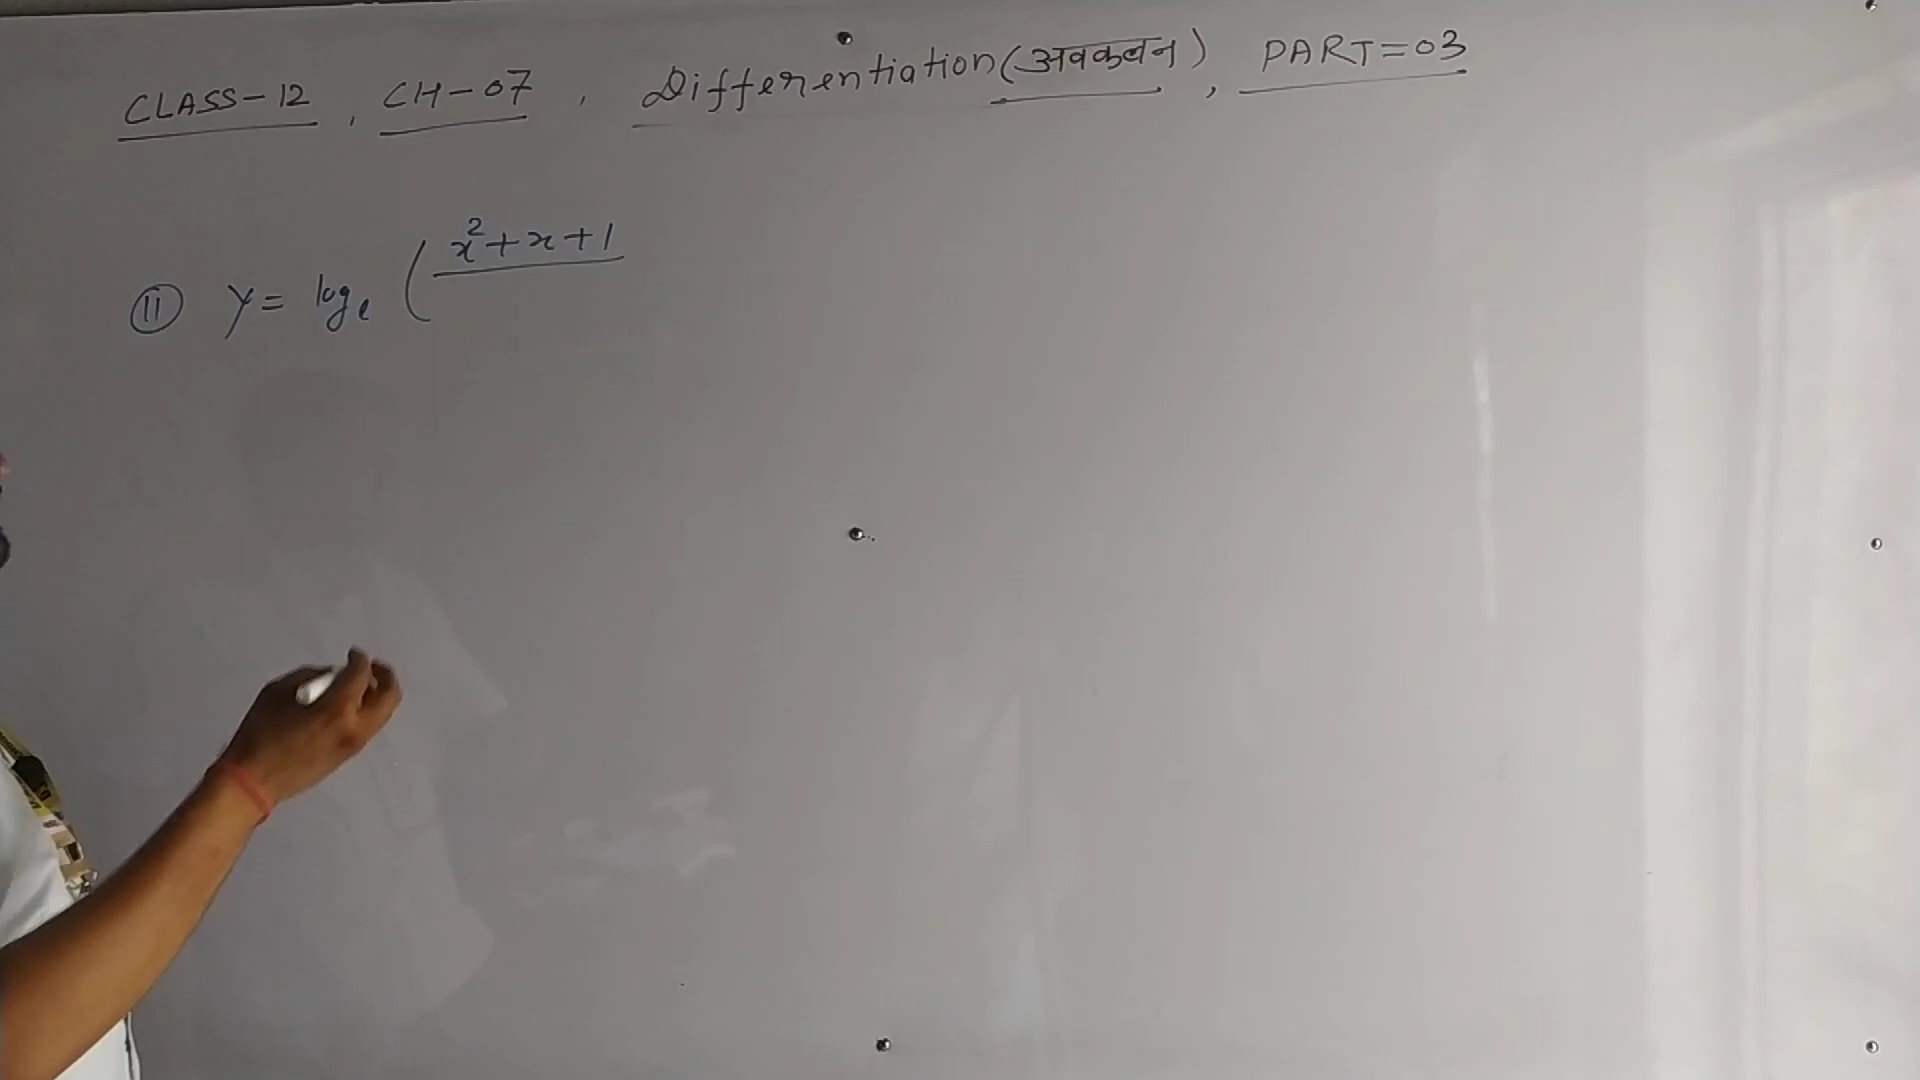 CLASS-12, CH-07, Differentiation (अवकलन), PART=03
⑪ y = logₑ ( x²+x+1